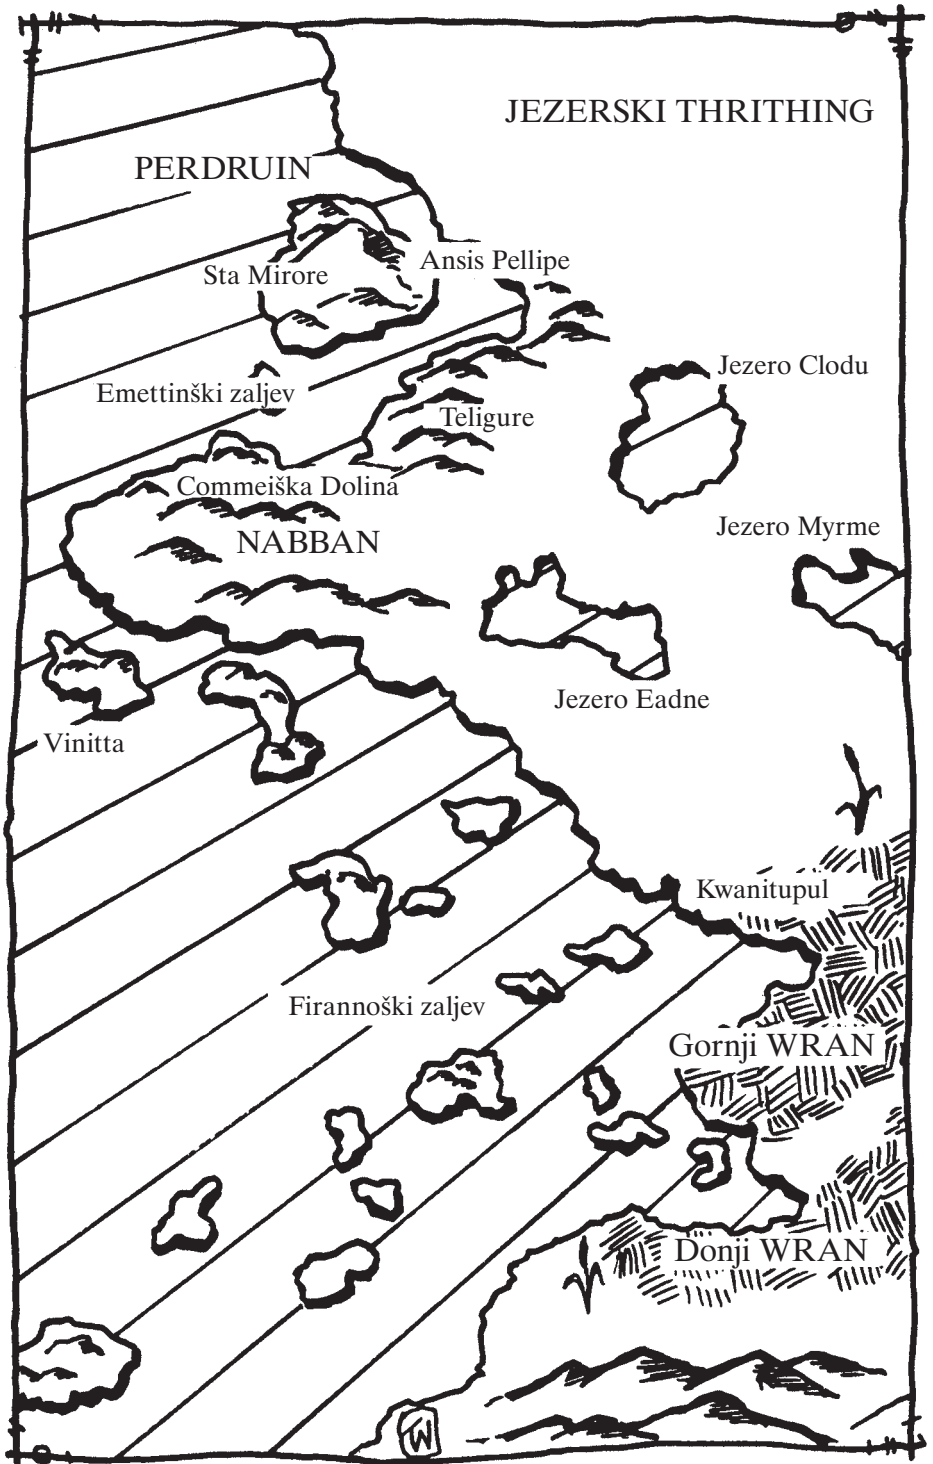 JEZERSKI THRITHING
PERDRUIN
Ansis Pellipe
Sta Mirore
Jezero Clodu
Emettinški zaljev
Teligure
Commeiška Dolina
Jezero Myrme
NABBAN
Jezero Eadne
Vinitta
Kwanitupul
Firannoški zaljev
Gornji WRAN
Donji WRAN
W